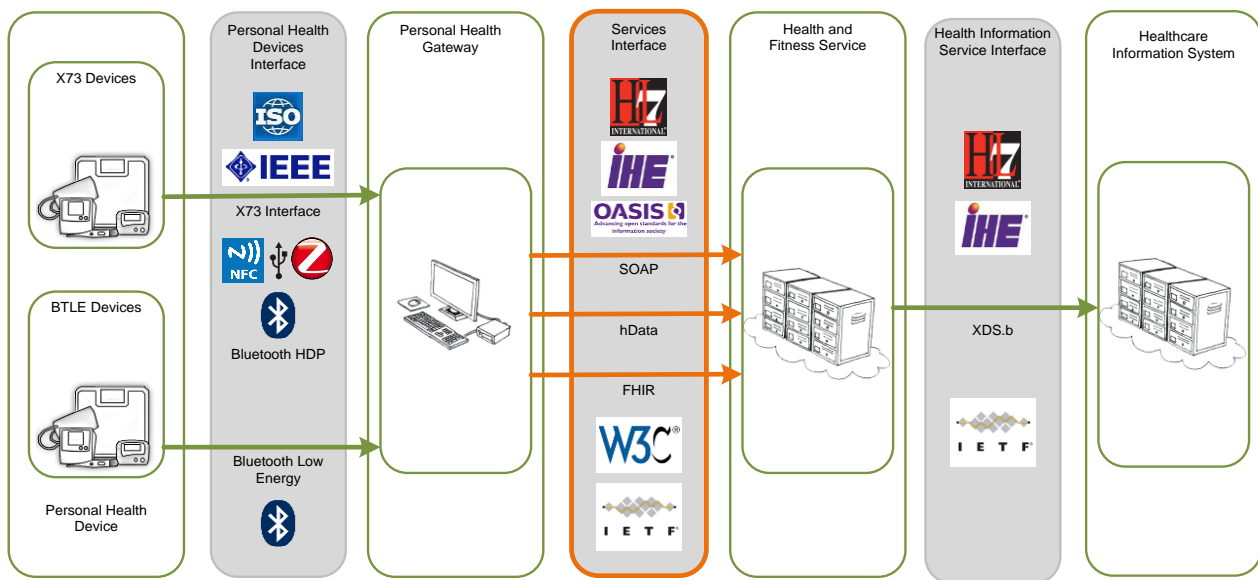 X73 Devices
BTLE Devices
Personal Health
Device
Personal Health
Devices
Interface
ISO
IEEE
X73 Interface
NFC
Z
Bluetooth HDP
Bluetooth Low
Energy
Personal Health
Gateway
Services
Interface
HL7
INTERNATIONAL®
IHE®
OASIS
Advancing open standards for the
information society
SOAP
hData
FHIR
W3C®
I E T F®
Health and
Fitness Service
Health Information
Service Interface
HL7
INTERNATIONAL®
IHE®
XDS.b
I E T F®
Healthcare
Information System